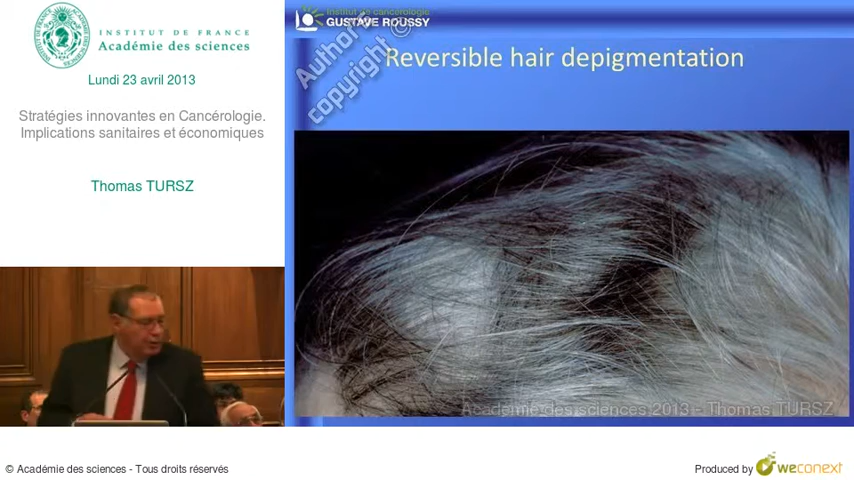 INSTITUT DE FRANCE
Académie des sciences
Lundi 23 avril 2013
Stratégies innovantes en Cancérologie.
Implications sanitaires et économiques
Thomas TURSZ
institut de cancérologie
GUSTAVE ROUSSY
Author's ©
copyright
Reversible hair depigmentation
Académie des sciences 2013 - Thomas TURSZ
© Académie des sciences - Tous droits réservés
Produced by weconext